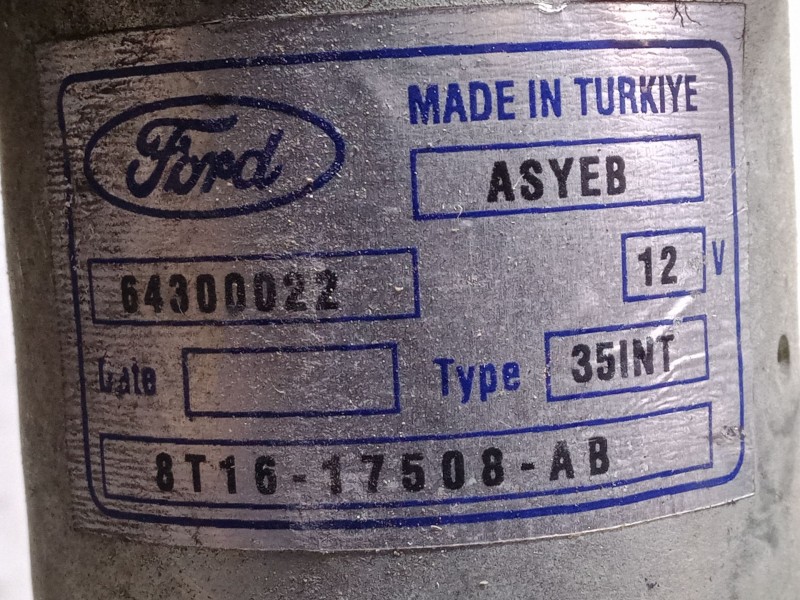 Ford
MADE IN TURKIYE
ASYEB
64300022
12 V
Date
Type 35INT
8T16-17508-AB